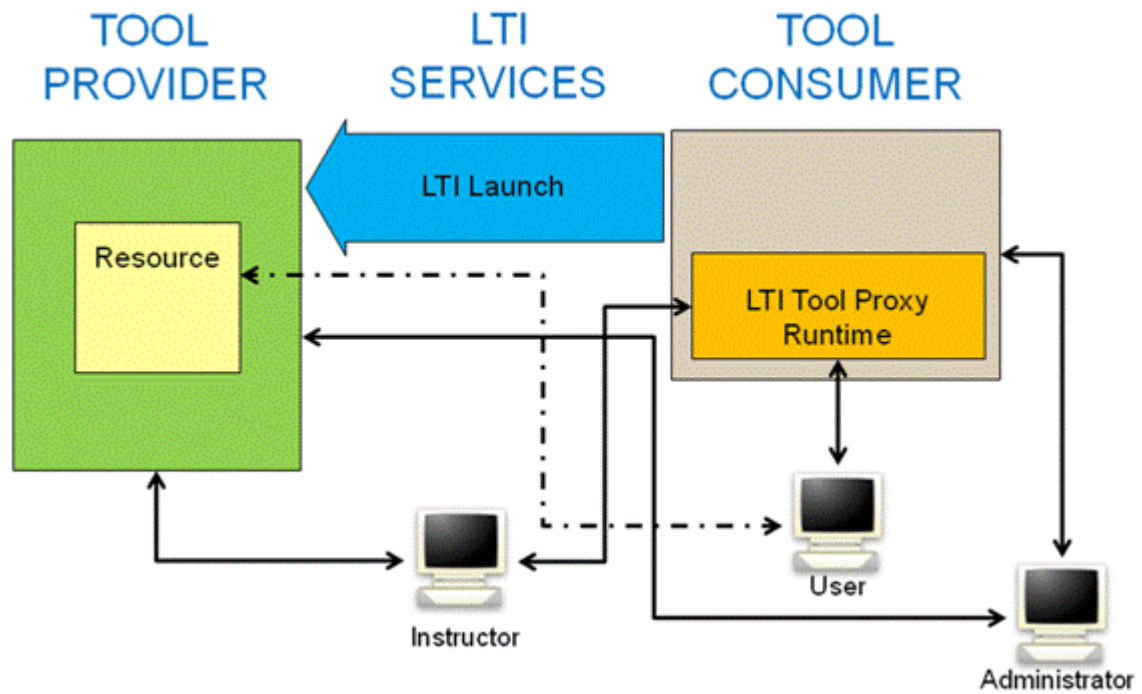 TOOL
PROVIDER
LTI
SERVICES
TOOL
CONSUMER
LTI Launch
Resource
LTI Tool Proxy
Runtime
User
Instructor
Administrator